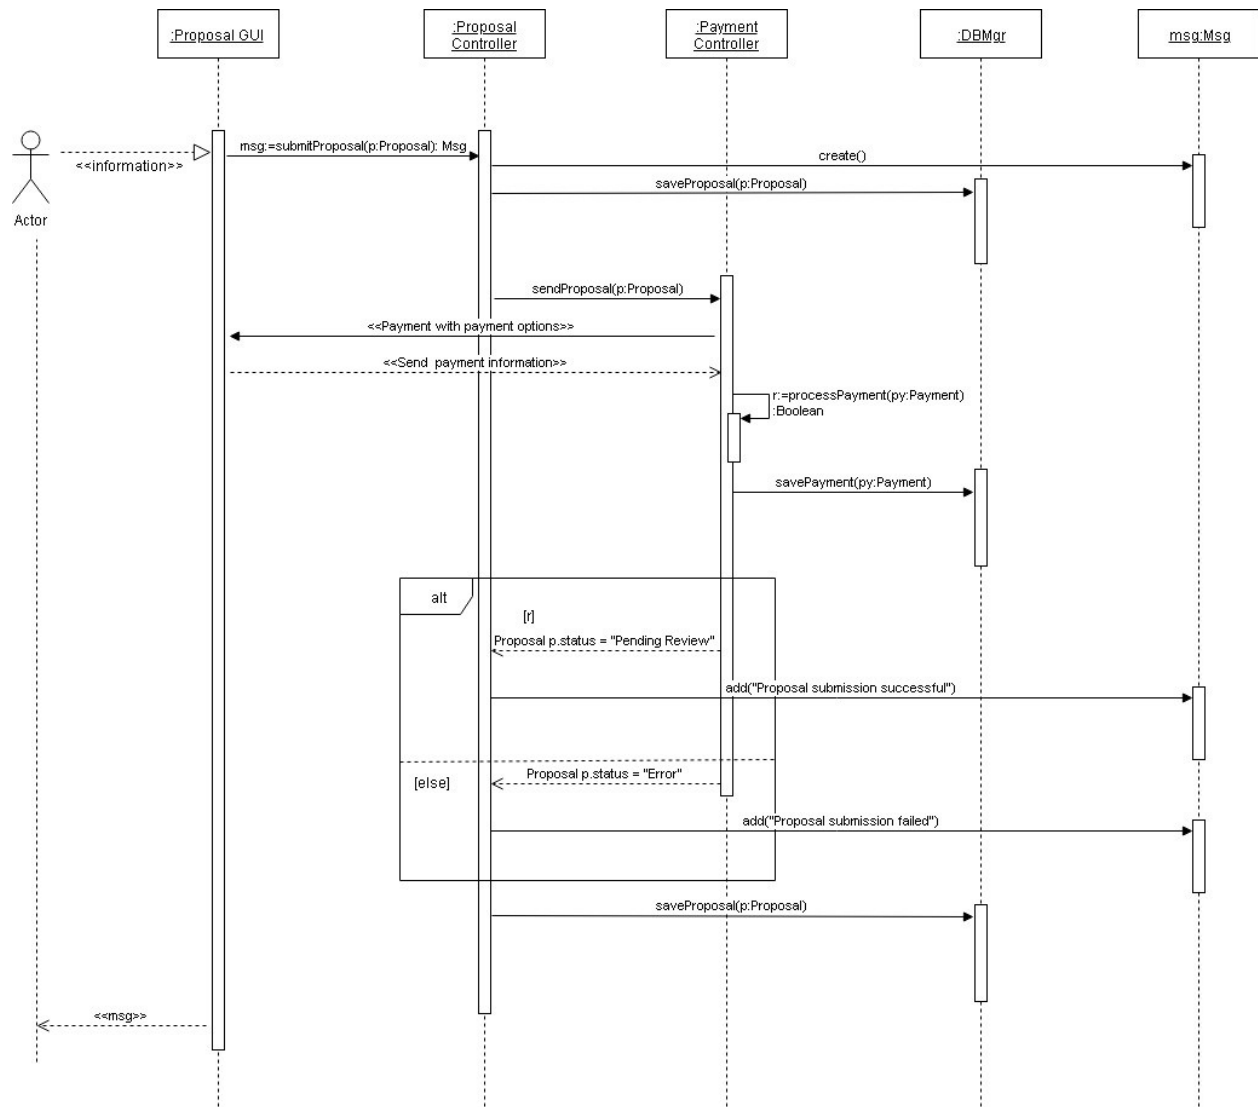 :Proposal GUI
:Proposal
Controller
:Payment
Controller
:DBMgr
msg:Msg
msg:=submitProposal(p:Proposal): Msg
<<information>>
create()
saveProposal(p:Proposal)
Actor
sendProposal(p:Proposal)
<<Payment with payment options>>
<<Send  payment information>>
r:=processPayment(py:Payment)
:Boolean
savePayment(py:Payment)
alt
[r]
Proposal p.status = "Pending Review"
add("Proposal submission successful")
Proposal p.status = "Error"
[else]
add("Proposal submission failed")
saveProposal(p:Proposal)
<<msg>>